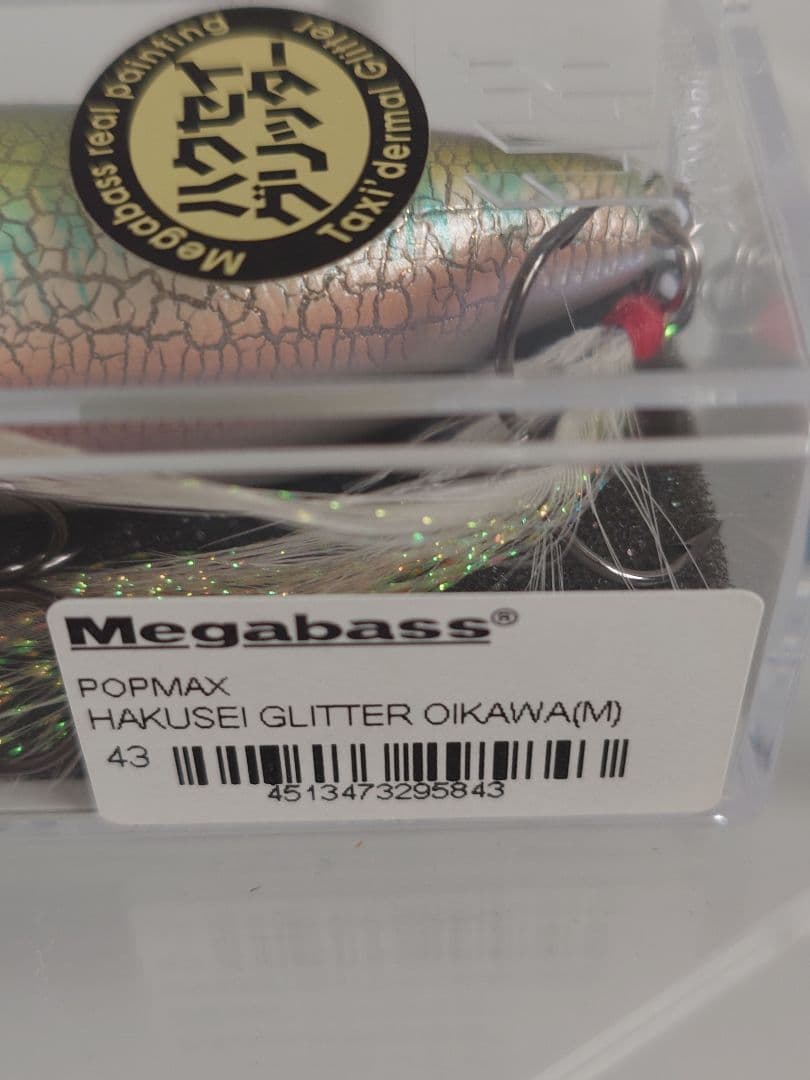 Megabass real painting
ハクセイ
グリッター
Taxi'dermal Glitter
Megabass®
POPMAX
HAKUSEI GLITTER OIKAWA(M)
43
4513473295843